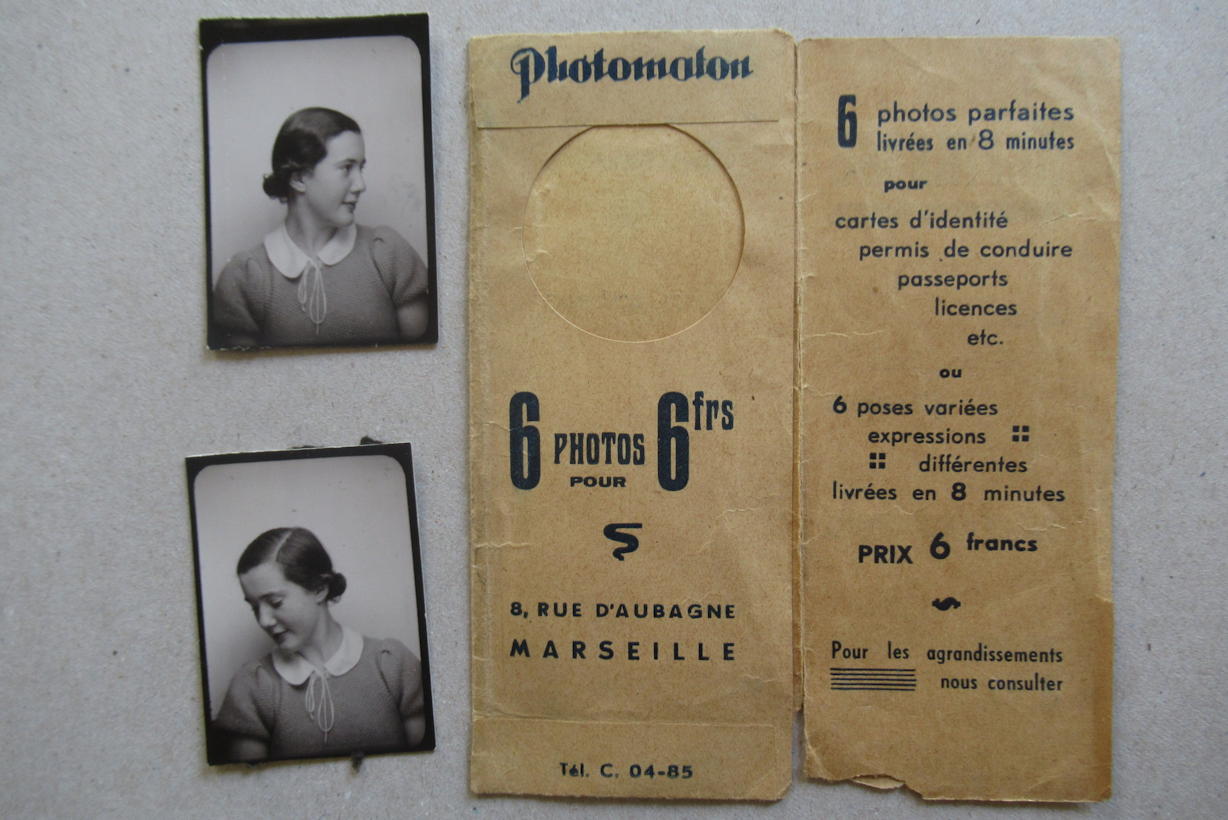 Photomaton
6 PHOTOS POUR 6 frs
8, RUE D'AUBAGNE
MARSEILLE
Tél. C. 04-85
6 photos parfaites
livrées en 8 minutes
pour
cartes d'identité
permis de conduire
passeports
licences
etc.
ou
6 poses variées
expressions
différentes
livrées en 8 minutes
PRIX 6 francs
Pour les agrandissements
nous consulter